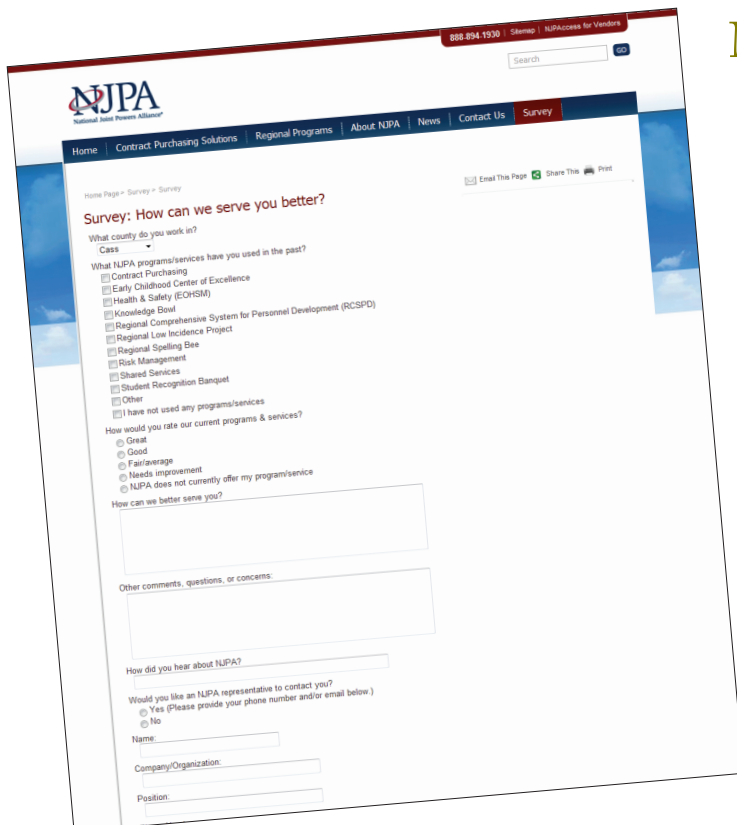 888-894-1930 | Sitemap | NJPAccess for Vendors
Search GO
NJPA
National Joint Powers Alliance®
Home Contract Purchasing Solutions Regional Programs About NJPA News Contact Us Survey
Home Page > Survey > Survey
Email This Page Share This Print
Survey: How can we serve you better?
What county do you work in?
Cass
What NJPA programs/services have you used in the past?
Contract Purchasing
Early Childhood Center of Excellence
Health & Safety (EOHSM)
Knowledge Bowl
Regional Comprehensive System for Personnel Development (RCSPD)
Regional Low Incidence Project
Regional Spelling Bee
Risk Management
Shared Services
Student Recognition Banquet
Other
I have not used any programs/services
How would you rate our current programs & services?
Great
Good
Fair/average
Needs improvement
NJPA does not currently offer my program/service
How can we better serve you?
Other comments, questions, or concerns:
How did you hear about NJPA?
Would you like an NJPA representative to contact you?
Yes (Please provide your phone number and/or email below.)
No
Name:
Company/Organization:
Position: